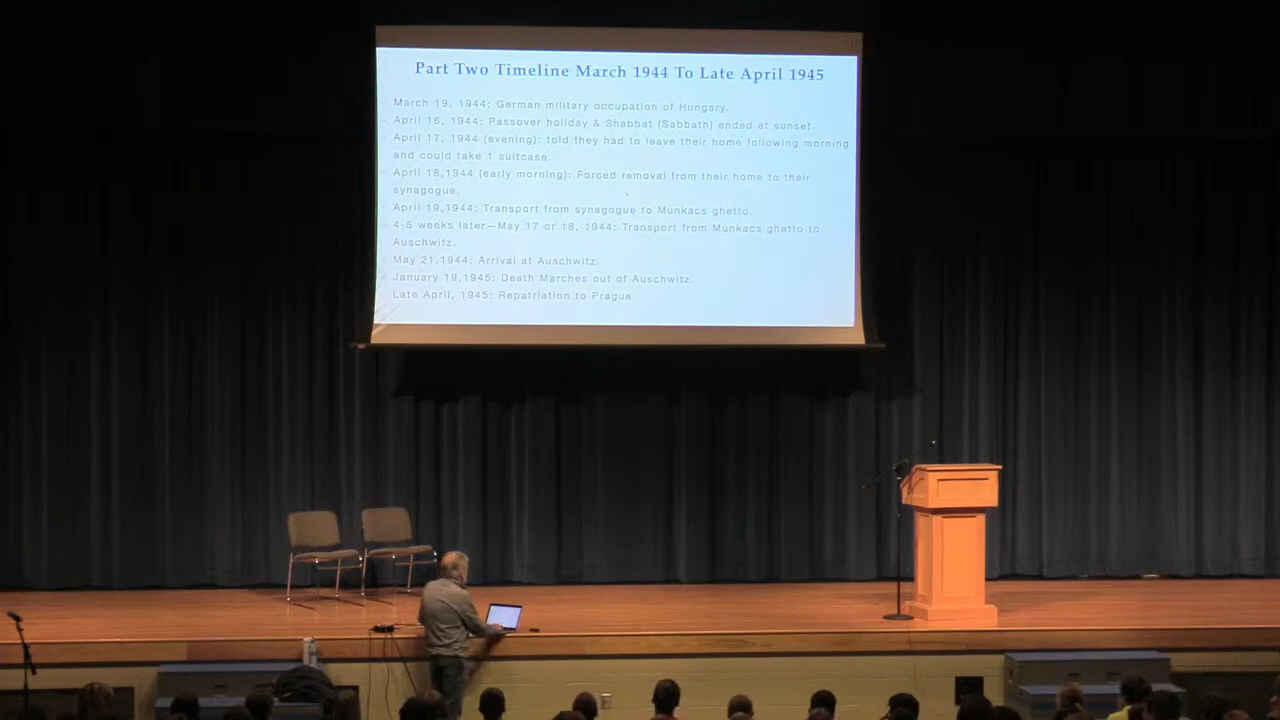 Part Two Timeline March 1944 To Late April 1945
March 19, 1944: German military occupation of Hungary.
April 16, 1944: Passover holiday & Shabbat (Sabbath) ended at sunset.
April 17, 1944 (evening): told they had to leave their home following morning
and could take 1 suitcase.
April 18,1944 (early morning): Forced removal from their home to their
synagogue.
April 19,1944: Transport from synagogue to Munkacs ghetto.
4-5 weeks later—May 17 or 18, 1944: Transport from Munkacs ghetto to
Auschwitz.
May 21,1944: Arrival at Auschwitz.
January 19,1945: Death Marches out of Auschwitz.
Late April, 1945: Repatriation to Prague